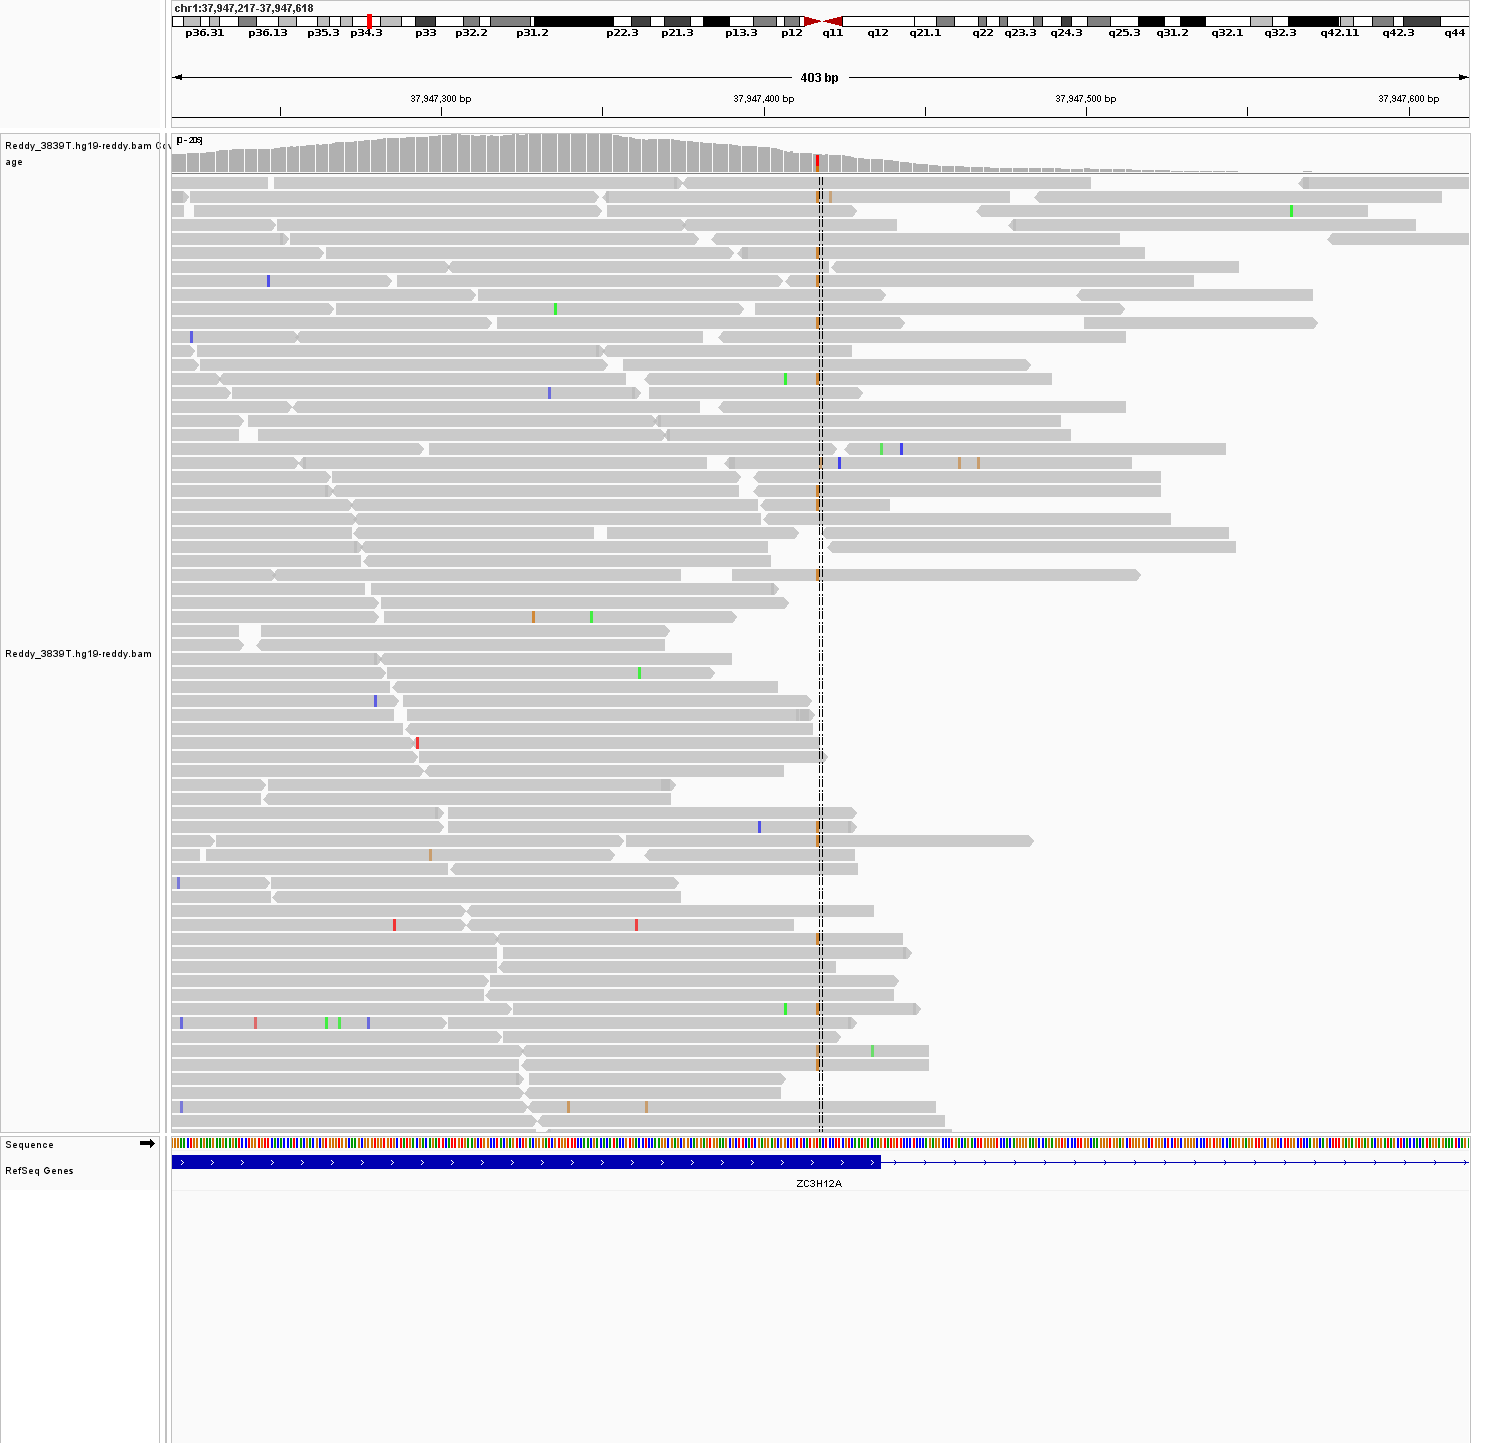 chr1:37,947,217-37,947,618
p36.31 p36.13 p35.3 p34.3 p33 p32.2 p31.2 p22.3 p21.3 p13.3 p12 q11 q12 q21.1 q22 q23.3 q24.3 q25.3 q31.2 q32.1 q32.3 q42.11 q42.3 q44
403 bp
37,947,300 bp 37,947,400 bp 37,947,500 bp 37,947,600 bp
Reddy_3839T.hg19-reddy.bam Cov
age
[0 - 205]
Reddy_3839T.hg19-reddy.bam
Sequence
RefSeq Genes
ZC3H12A